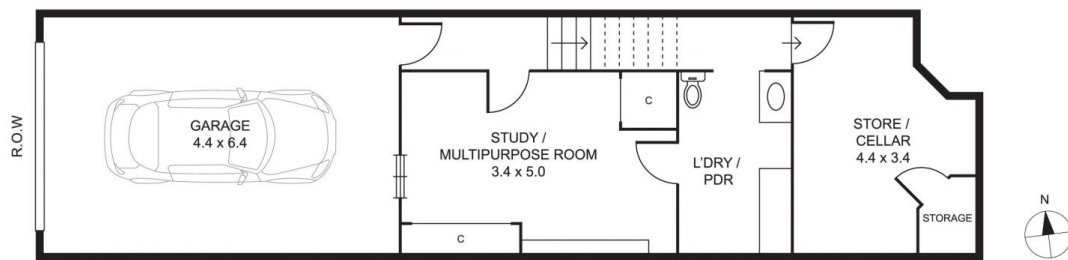 R.O.W
GARAGE
4.4 x 6.4
STUDY /
MULTIPURPOSE ROOM
3.4 x 5.0
C
C
L'DRY /
PDR
STORE /
CELLAR
4.4 x 3.4
STORAGE
N